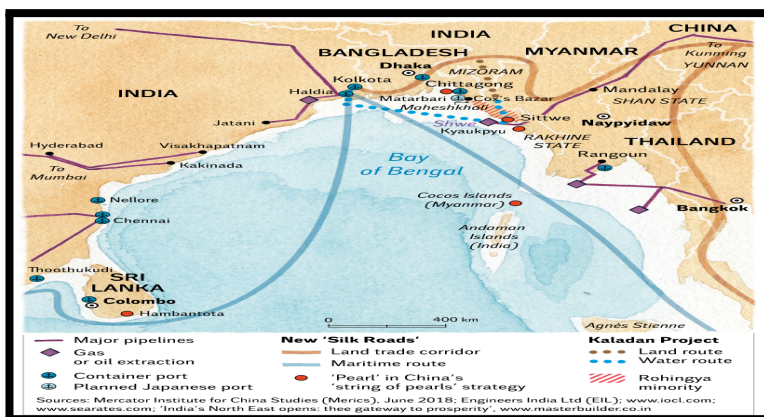 To
New Delhi
INDIA
CHINA
BANGLADESH
MYANMAR
To
Kunming
YUNNAN
Dhaka
MIZORAM
Kolkota
Chittagong
INDIA
Haldia
Matarbari
Cox's Bazar
Maheshkhali
Mandalay
SHAN STATE
Jatani
Shwe
Sittwe
Kyaukpyu
Naypyidaw
RAKHINE
STATE
THAILAND
Hyderabad
Visakhapatnam
Bay
of Bengal
Rangoun
To
Mumbai
Kakinada
Nellore
Cocos Islands
(Myanmar)
Bangkok
Chennai
Andaman
Islands
(India)
Thoothukudi
SRI
LANKA
Colombo
Hambantota
0
400 km
Agnès Stienne
Major pipelines
Gas
or oil extraction
Container port
Planned Japanese port
New 'Silk Roads'
Land trade corridor
Maritime route
'Pearl' in China's
'string of pearls' strategy
Kaladan Project
Land route
Water route
Rohingya
minority
Sources: Mercator Institute for China Studies (Merics), June 2018; Engineers India Ltd (EIL); www.iocl.com;
www.searates.com; 'India's North East opens: thee gateway to prosperity', www.masterbuilder.co.in